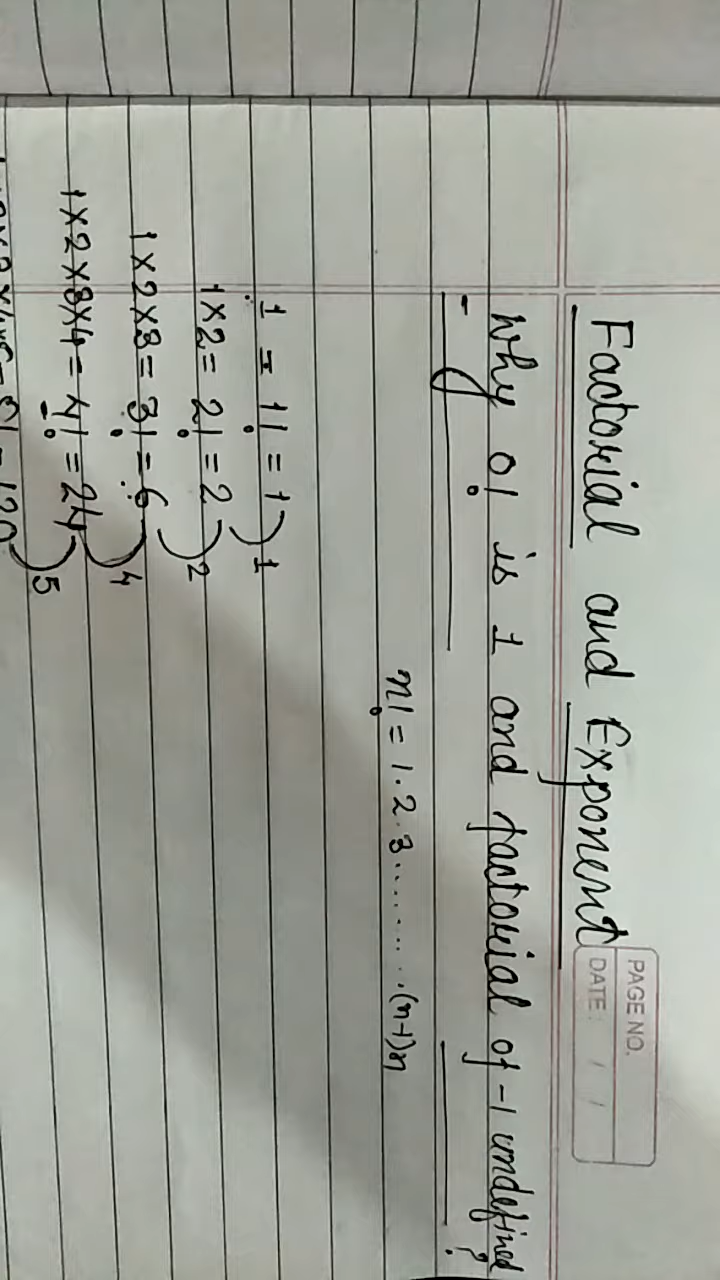 PAGE NO.
DATE: / /
Factorial and Exponent
Why 0! is 1 and factorial of -1 undefined?
n! = 1.2.3.........(n-1)n
1 = 1! = 1
1
1×2 = 2! = 2
2
1×2×3 = 3! = 6
4
1×2×3×4 = 4! = 24
5
= 5! = 120